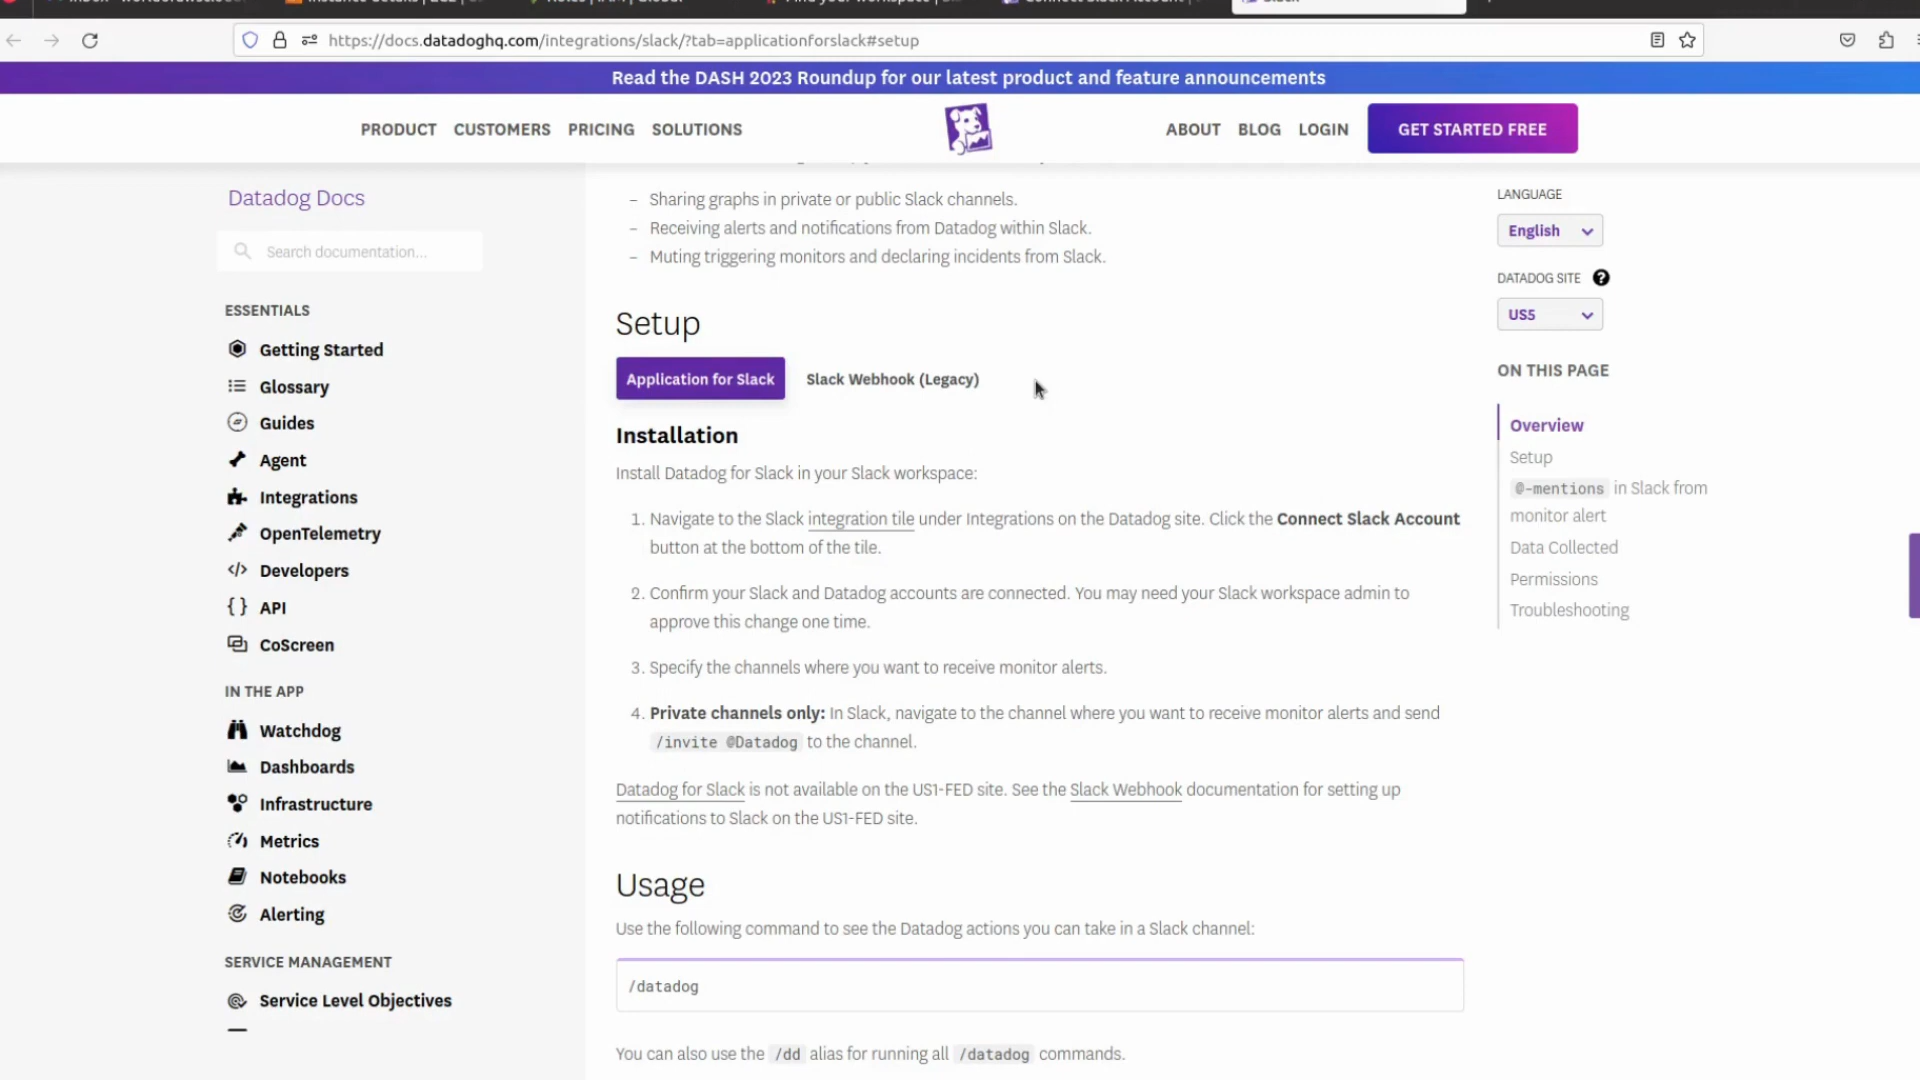 https://docs.datadoghq.com/integrations/slack/?tab=applicationforslack#setup
Read the DASH 2023 Roundup for our latest product and feature announcements
PRODUCT CUSTOMERS PRICING SOLUTIONS ABOUT BLOG LOGIN GET STARTED FREE
Datadog Docs
Search documentation...
ESSENTIALS
Getting Started
Glossary
Guides
Agent
Integrations
OpenTelemetry
Developers
API
CoScreen
IN THE APP
Watchdog
Dashboards
Infrastructure
Metrics
Notebooks
Alerting
SERVICE MANAGEMENT
Service Level Objectives
– Sharing graphs in private or public Slack channels.
– Receiving alerts and notifications from Datadog within Slack.
– Muting triggering monitors and declaring incidents from Slack.
Setup
Application for Slack Slack Webhook (Legacy)
Installation
Install Datadog for Slack in your Slack workspace:
1. Navigate to the Slack integration tile under Integrations on the Datadog site. Click the Connect Slack Account
button at the bottom of the tile.
2. Confirm your Slack and Datadog accounts are connected. You may need your Slack workspace admin to
approve this change one time.
3. Specify the channels where you want to receive monitor alerts.
4. Private channels only: In Slack, navigate to the channel where you want to receive monitor alerts and send
/invite @Datadog to the channel.
Datadog for Slack is not available on the US1-FED site. See the Slack Webhook documentation for setting up
notifications to Slack on the US1-FED site.
Usage
Use the following command to see the Datadog actions you can take in a Slack channel:
/datadog
You can also use the /dd alias for running all /datadog commands.
LANGUAGE
English
DATADOG SITE ?
US5
ON THIS PAGE
Overview
Setup
@-mentions in Slack from
monitor alert
Data Collected
Permissions
Troubleshooting